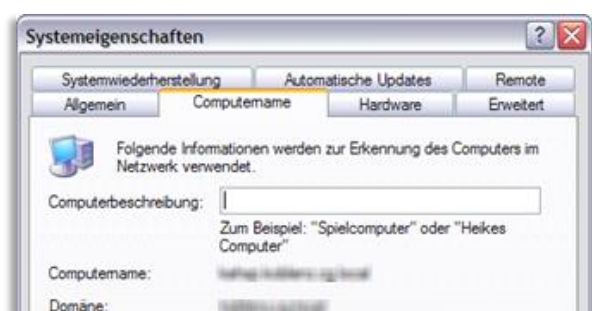 Systemeigenschaften
Systemwiederherstellung Automatische Updates Remote
Allgemein Computername Hardware Erweitert
Folgende Informationen werden zur Erkennung des Computers im
Netzwerk verwendet.
Computerbeschreibung:
Zum Beispiel: "Spielcomputer" oder "Heikes
Computer"
Computername:
Domäne: